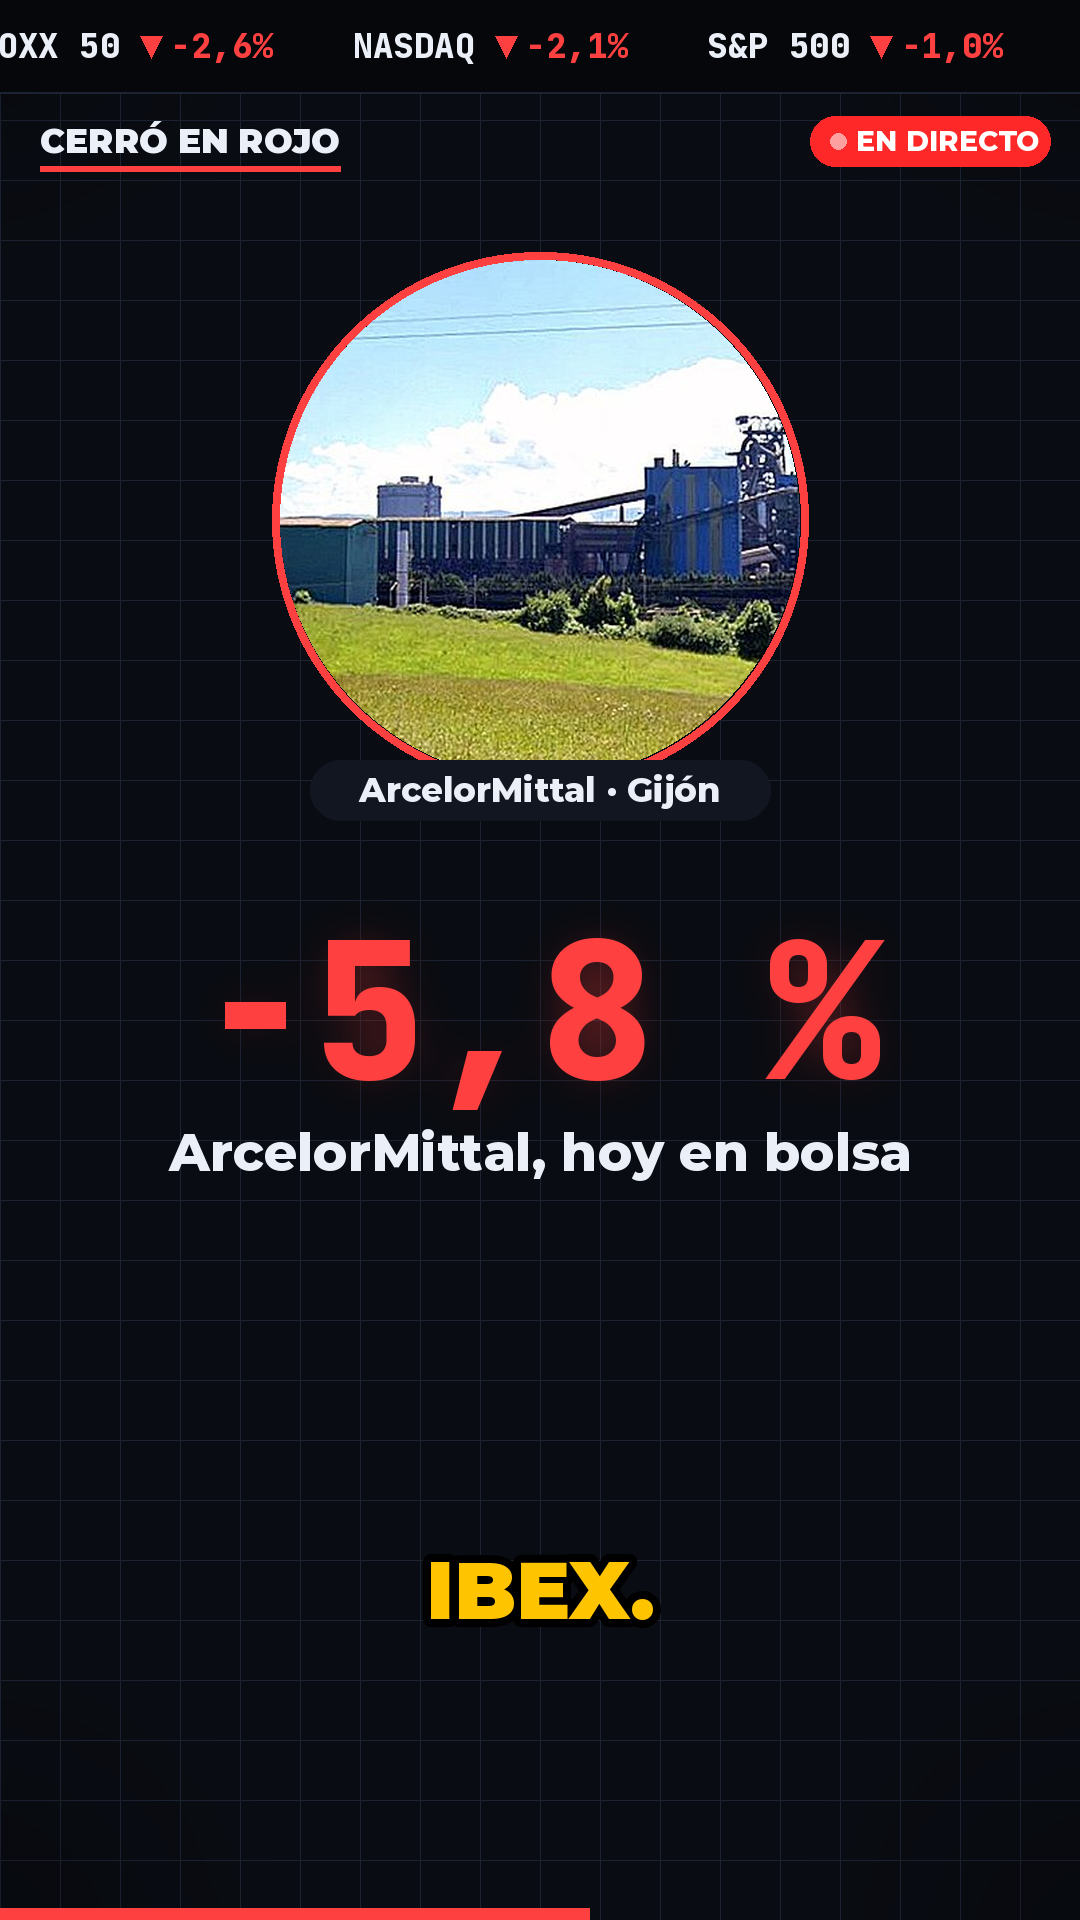 OXX 50 ▼-2,6% NASDAQ ▼-2,1% S&P 500 ▼-1,0%
CERRÓ EN ROJO
EN DIRECTO
ArcelorMittal · Gijón
-5,8 %
ArcelorMittal, hoy en bolsa
IBEX.